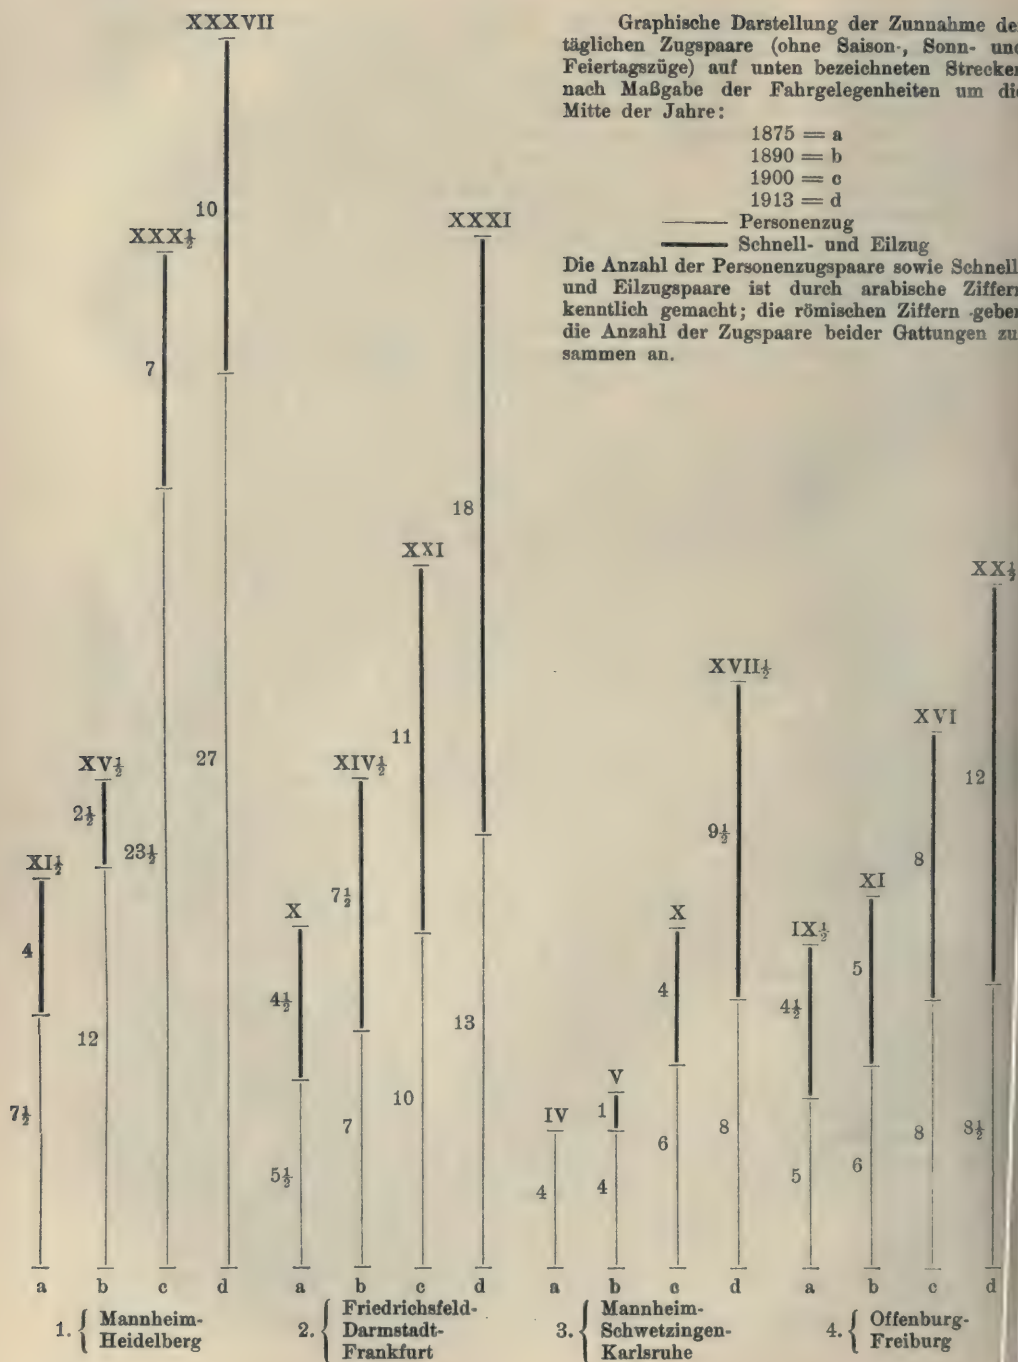 Graphische Darstellung der Zunnahme de
täglichen Zugspaare (ohne Saison-, Sonn- und
Feiertagszüge) auf unten bezeichneten Strecken
nach Maßgabe der Fahrgelegenheiten um die
Mitte der Jahre:
1875 = a
1890 = b
1900 = c
1913 = d
Personenzug
Schnell- und Eilzug
Die Anzahl der Personenzugspaare sowie Schnell-
und Eilzugspaare ist durch arabische Ziffern
kenntlich gemacht; die römischen Ziffern geben
die Anzahl der Zugspaare beider Gattungen zu-
sammen an.
XI½
4
7½
a
XV½
2½
12
b
XXX½
7
23½
c
XXXVII
10
27
d
1. { Mannheim-
Heidelberg
X
4½
5½
a
XIV½
7½
7
b
XXI
11
10
c
XXXI
18
13
d
2. { Friedrichsfeld-
Darmstadt-
Frankfurt
IV
4
a
V
1
4
b
X
4
6
c
XVII½
9½
8
d
3. { Mannheim-
Schwetzingen-
Karlsruhe
IX½
4½
5
a
XI
5
6
b
XVI
8
8
c
XX½
12
8½
d
4. { Offenburg-
Freiburg